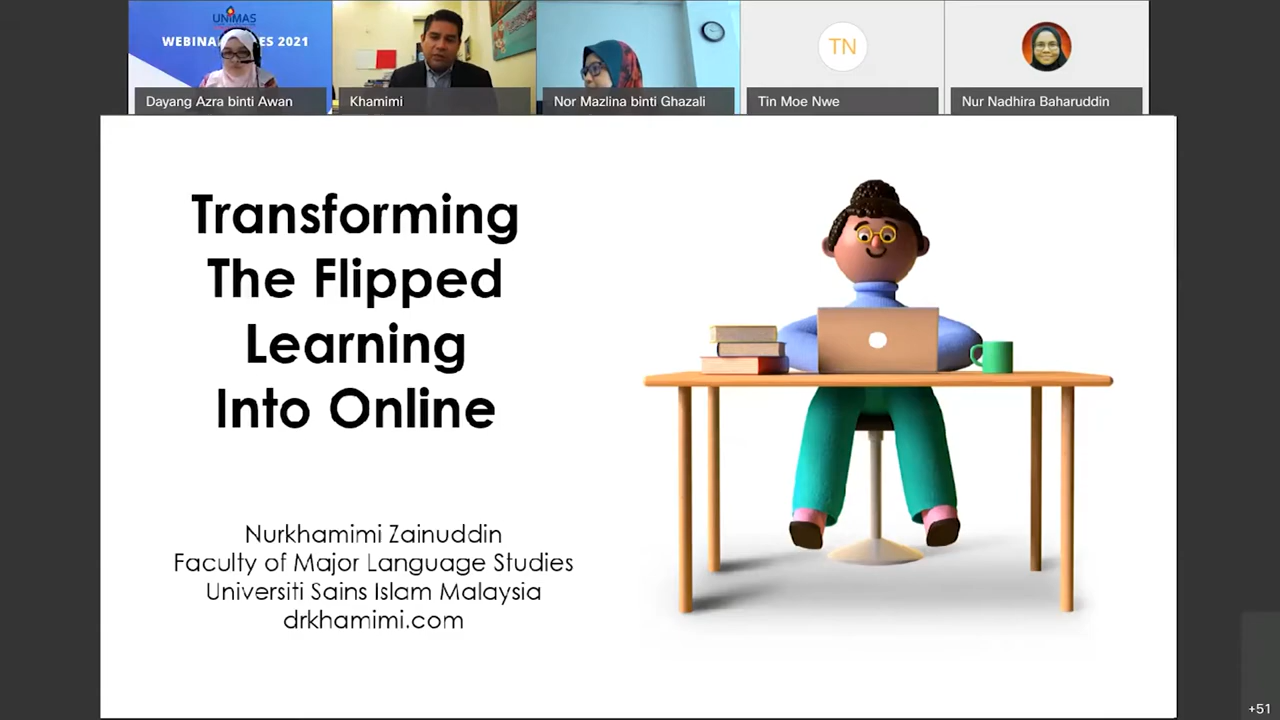 UNIMAS
WEBINAR ES 2021
Dayang Azra binti Awan
Khamimi
Nor Mazlina binti Ghazali
TN
Tin Moe Nwe
Nur Nadhira Baharuddin
Transforming
The Flipped
Learning
Into Online
Nurkhamimi Zainuddin
Faculty of Major Language Studies
Universiti Sains Islam Malaysia
drkhamimi.com
+51